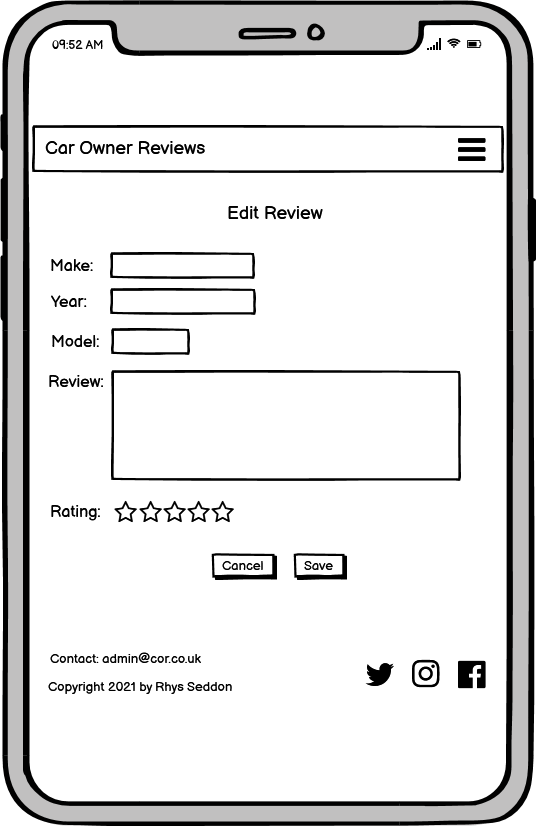 09:52 AM
Car Owner Reviews
Edit Review
Make:
Year:
Model:
Review:
Rating:
Cancel Save
Contact: admin@cor.co.uk
Copyright 2021 by Rhys Seddon